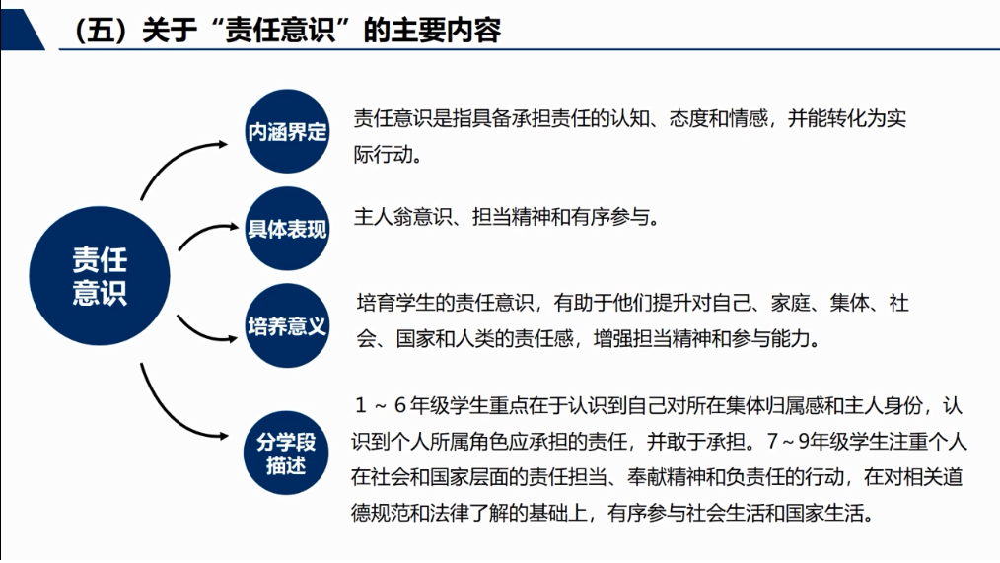 （五）关于“责任意识”的主要内容
责任
意识
内涵界定
责任意识是指具备承担责任的认知、态度和情感，并能转化为实
际行动。
具体表现
主人翁意识、担当精神和有序参与。
培养意义
培育学生的责任意识，有助于他们提升对自己、家庭、集体、社
会、国家和人类的责任感，增强担当精神和参与能力。
分学段
描述
１～６年级学生重点在于认识到自己对所在集体归属感和主人身份，认
识到个人所属角色应承担的责任，并敢于承担。7～9年级学生注重个人
在社会和国家层面的责任担当、奉献精神和负责任的行动，在对相关道
德规范和法律了解的基础上，有序参与社会生活和国家生活。